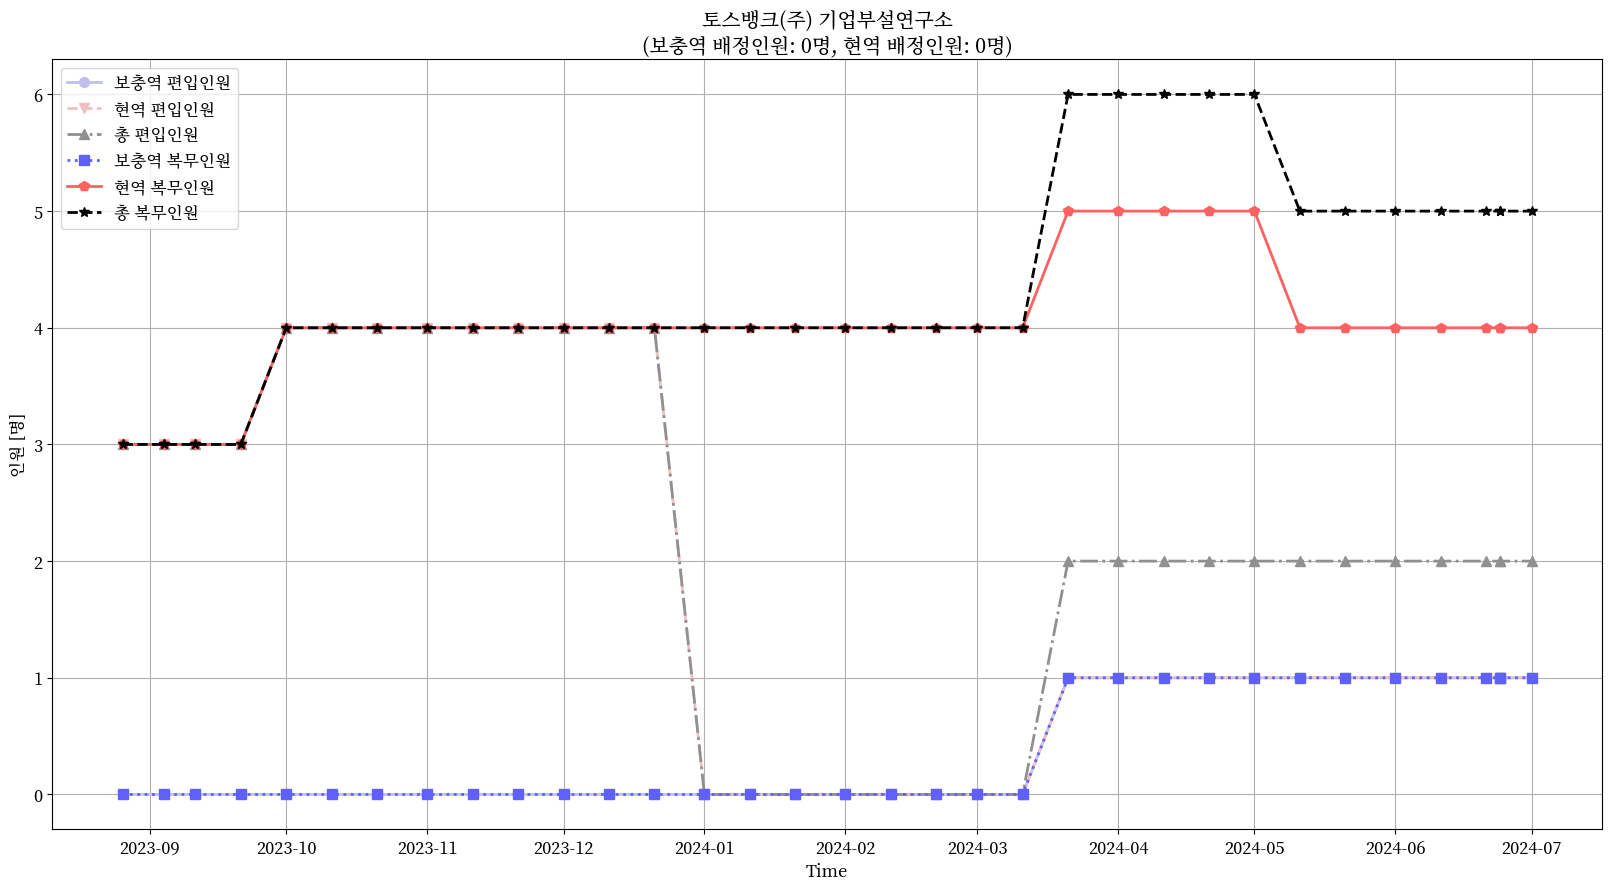 토스뱅크(주) 기업부설연구소
(보충역 배정인원: 0명, 현역 배정인원: 0명)
보충역 편입인원
현역 편입인원
총 편입인원
보충역 복무인원
현역 복무인원
총 복무인원
인원 [명]
6
5
4
3
2
1
0
2023-09
2023-10
2023-11
2023-12
2024-01
2024-02
2024-03
2024-04
2024-05
2024-06
2024-07
Time